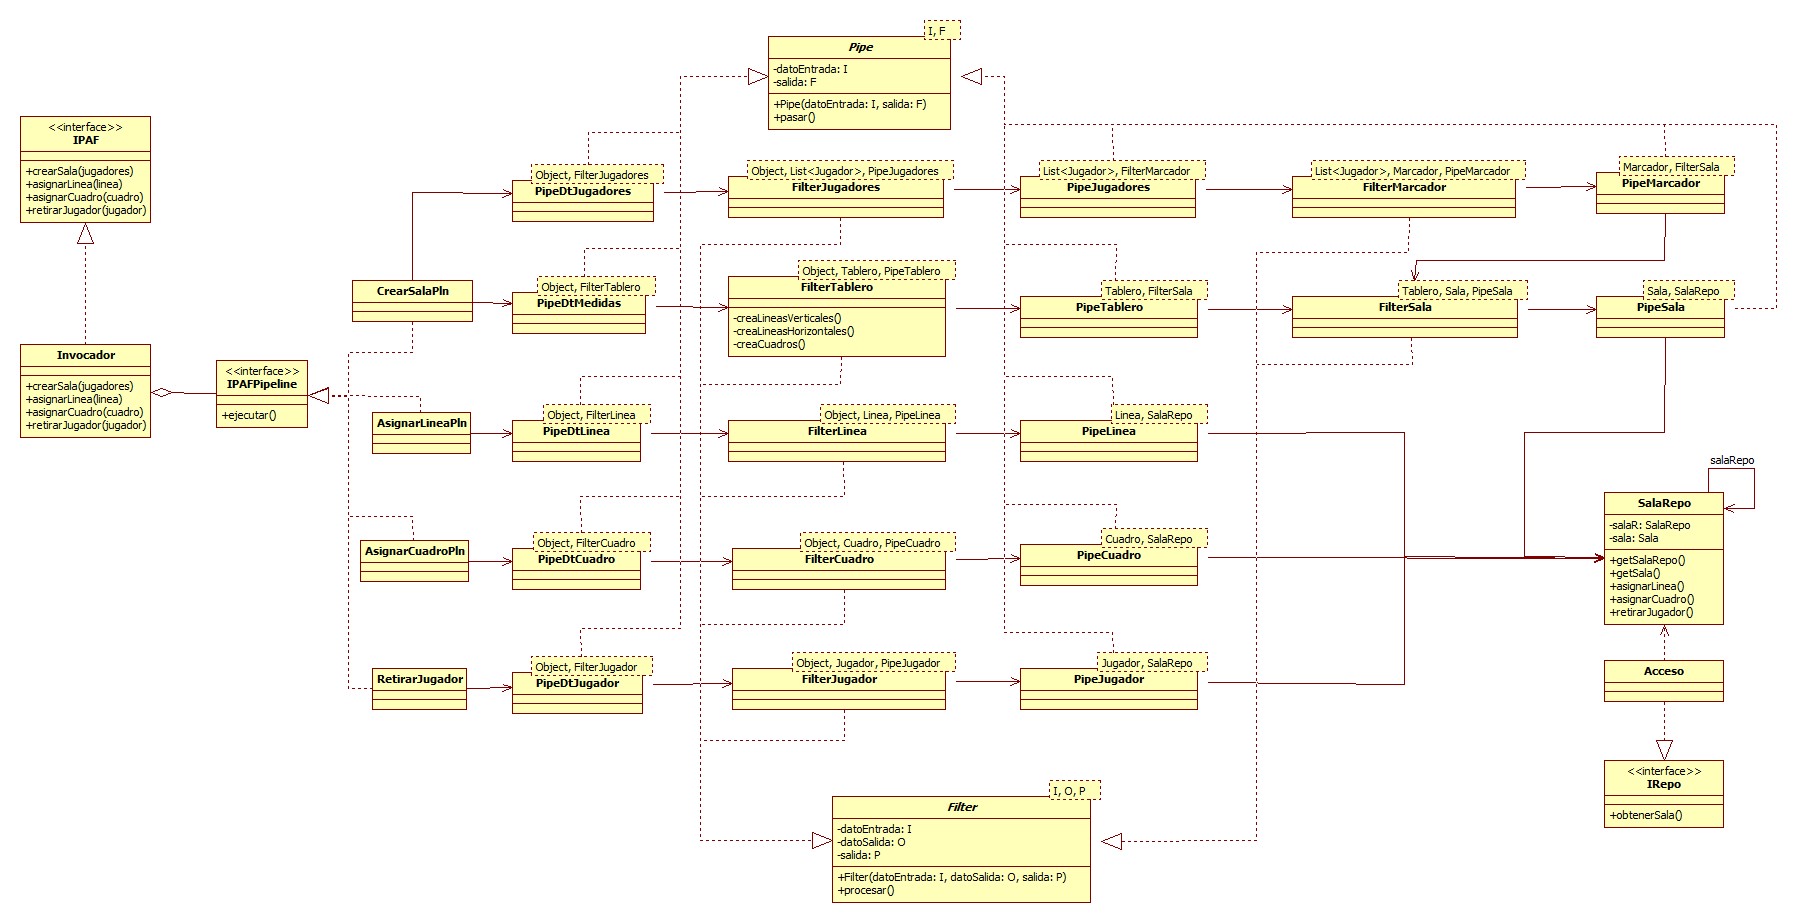 I, F
Pipe
-datoEntrada: I
-salida: F
+Pipe(datoEntrada: I, salida: F)
+pasar()
<<interface>>
IPAF
+crearSala(jugadores)
+asignarLinea(linea)
+asignarCuadro(cuadro)
+retirarJugador(jugador)
Object, FilterJugadores
PipeDtJugadores
Object, List<Jugador>, PipeJugadores
FilterJugadores
List<Jugador>, FilterMarcador
PipeJugadores
List<Jugador>, Marcador, PipeMarcador
FilterMarcador
Marcador, FilterSala
PipeMarcador
CrearSalaPln
Object, FilterTablero
PipeDtMedidas
Object, Tablero, PipeTablero
FilterTablero
-creaLineasVerticales()
-creaLineasHorizontales()
-creaCuadros()
Tablero, FilterSala
PipeTablero
Tablero, Sala, PipeSala
FilterSala
Sala, SalaRepo
PipeSala
Invocador
+crearSala(jugadores)
+asignarLinea(linea)
+asignarCuadro(cuadro)
+retirarJugador(jugador)
<<interface>>
IPAFPipeline
+ejecutar()
AsignarLineaPln
Object, FilterLinea
PipeDtLinea
Object, Linea, PipeLinea
FilterLinea
Linea, SalaRepo
PipeLinea
salaRepo
SalaRepo
-salaR: SalaRepo
-sala: Sala
+getSalaRepo()
+getSala()
+asignarLinea()
+asignarCuadro()
+retirarJugador()
AsignarCuadroPln
Object, FilterCuadro
PipeDtCuadro
Object, Cuadro, PipeCuadro
FilterCuadro
Cuadro, SalaRepo
PipeCuadro
RetirarJugador
Object, FilterJugador
PipeDtJugador
Object, Jugador, PipeJugador
FilterJugador
Jugador, SalaRepo
PipeJugador
Acceso
<<interface>>
IRepo
+obtenerSala()
I, O, P
Filter
-datoEntrada: I
-datoSalida: O
-salida: P
+Filter(datoEntrada: I, datoSalida: O, salida: P)
+procesar()